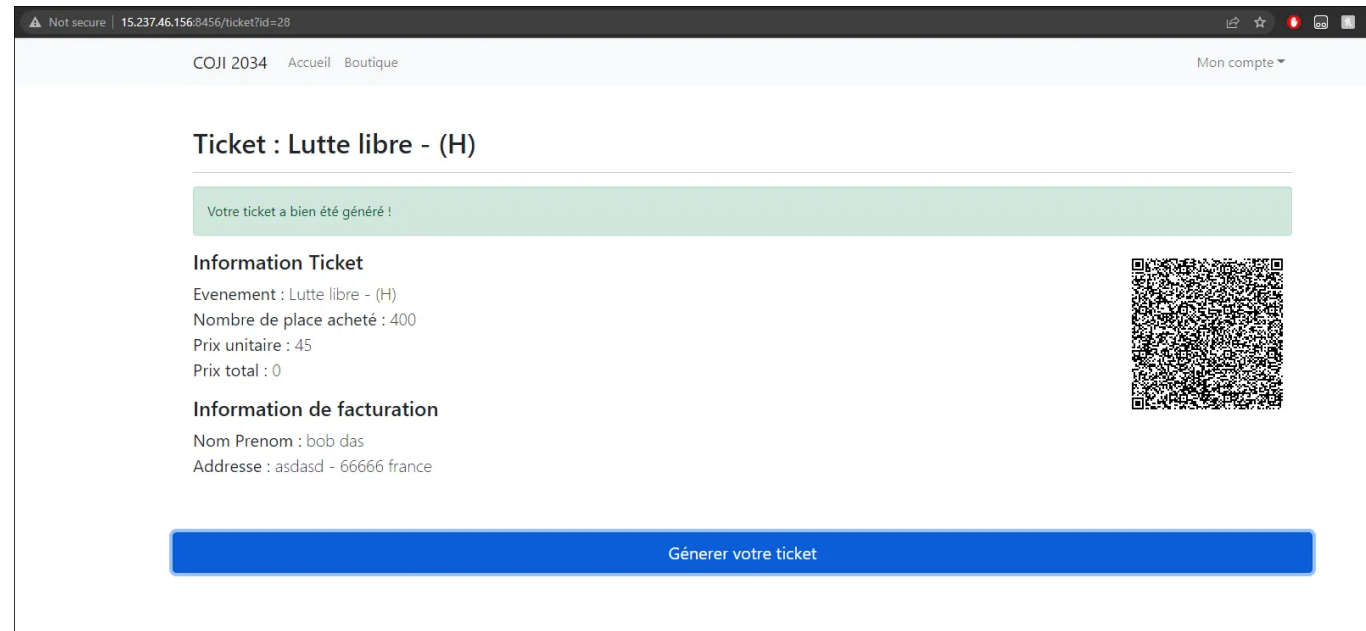 Not secure | 15.237.46.156:8456/ticket?id=28
COJI 2034 Accueil Boutique Mon compte
Ticket : Lutte libre - (H)
Votre ticket a bien été généré !
Information Ticket
Evenement : Lutte libre - (H)
Nombre de place acheté : 400
Prix unitaire : 45
Prix total : 0
Information de facturation
Nom Prenom : bob das
Addresse : asdasd - 66666 france
Génerer votre ticket